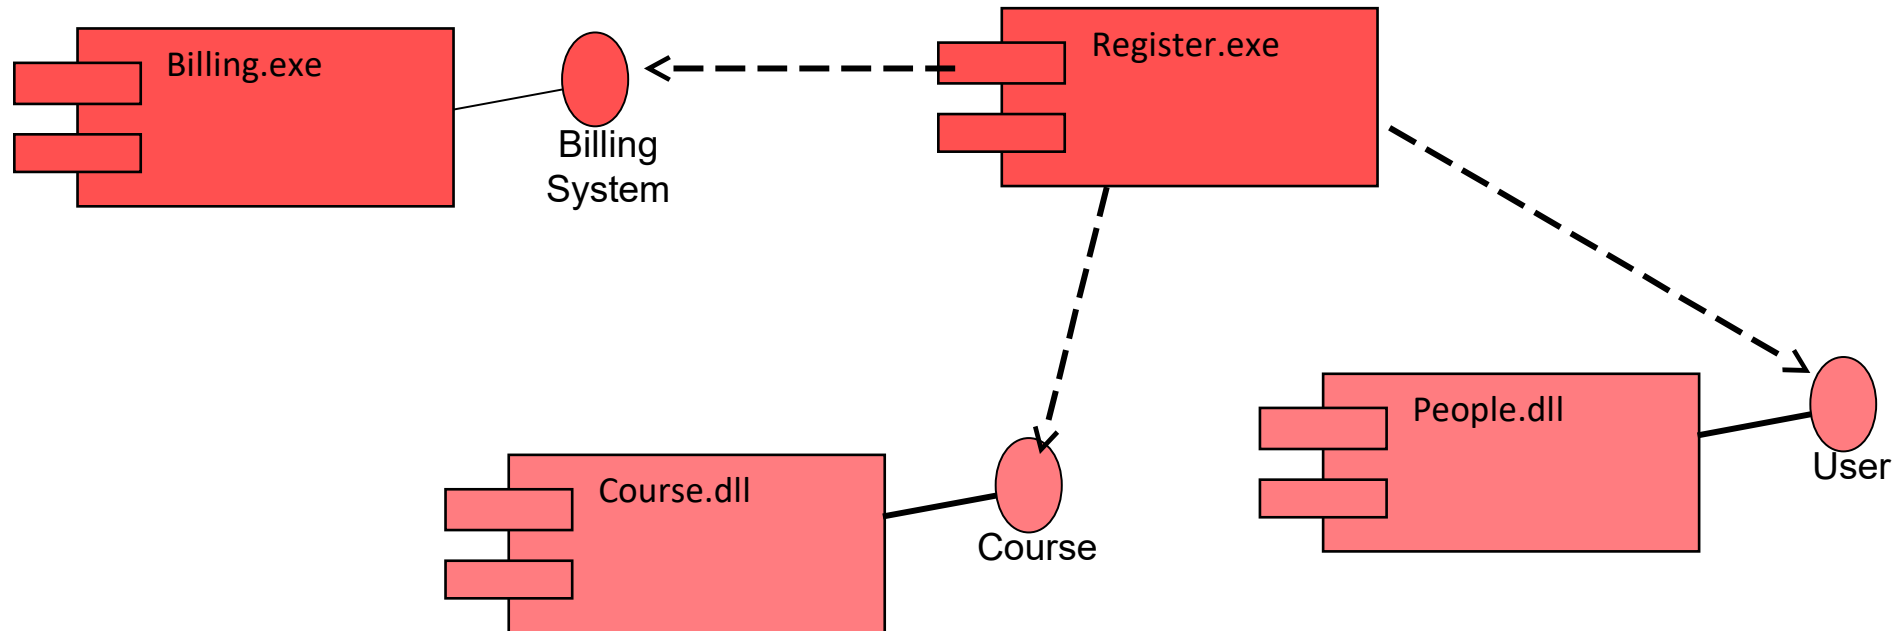 Billing.exe
Register.exe
Billing
System
People.dll
User
Course.dll
Course